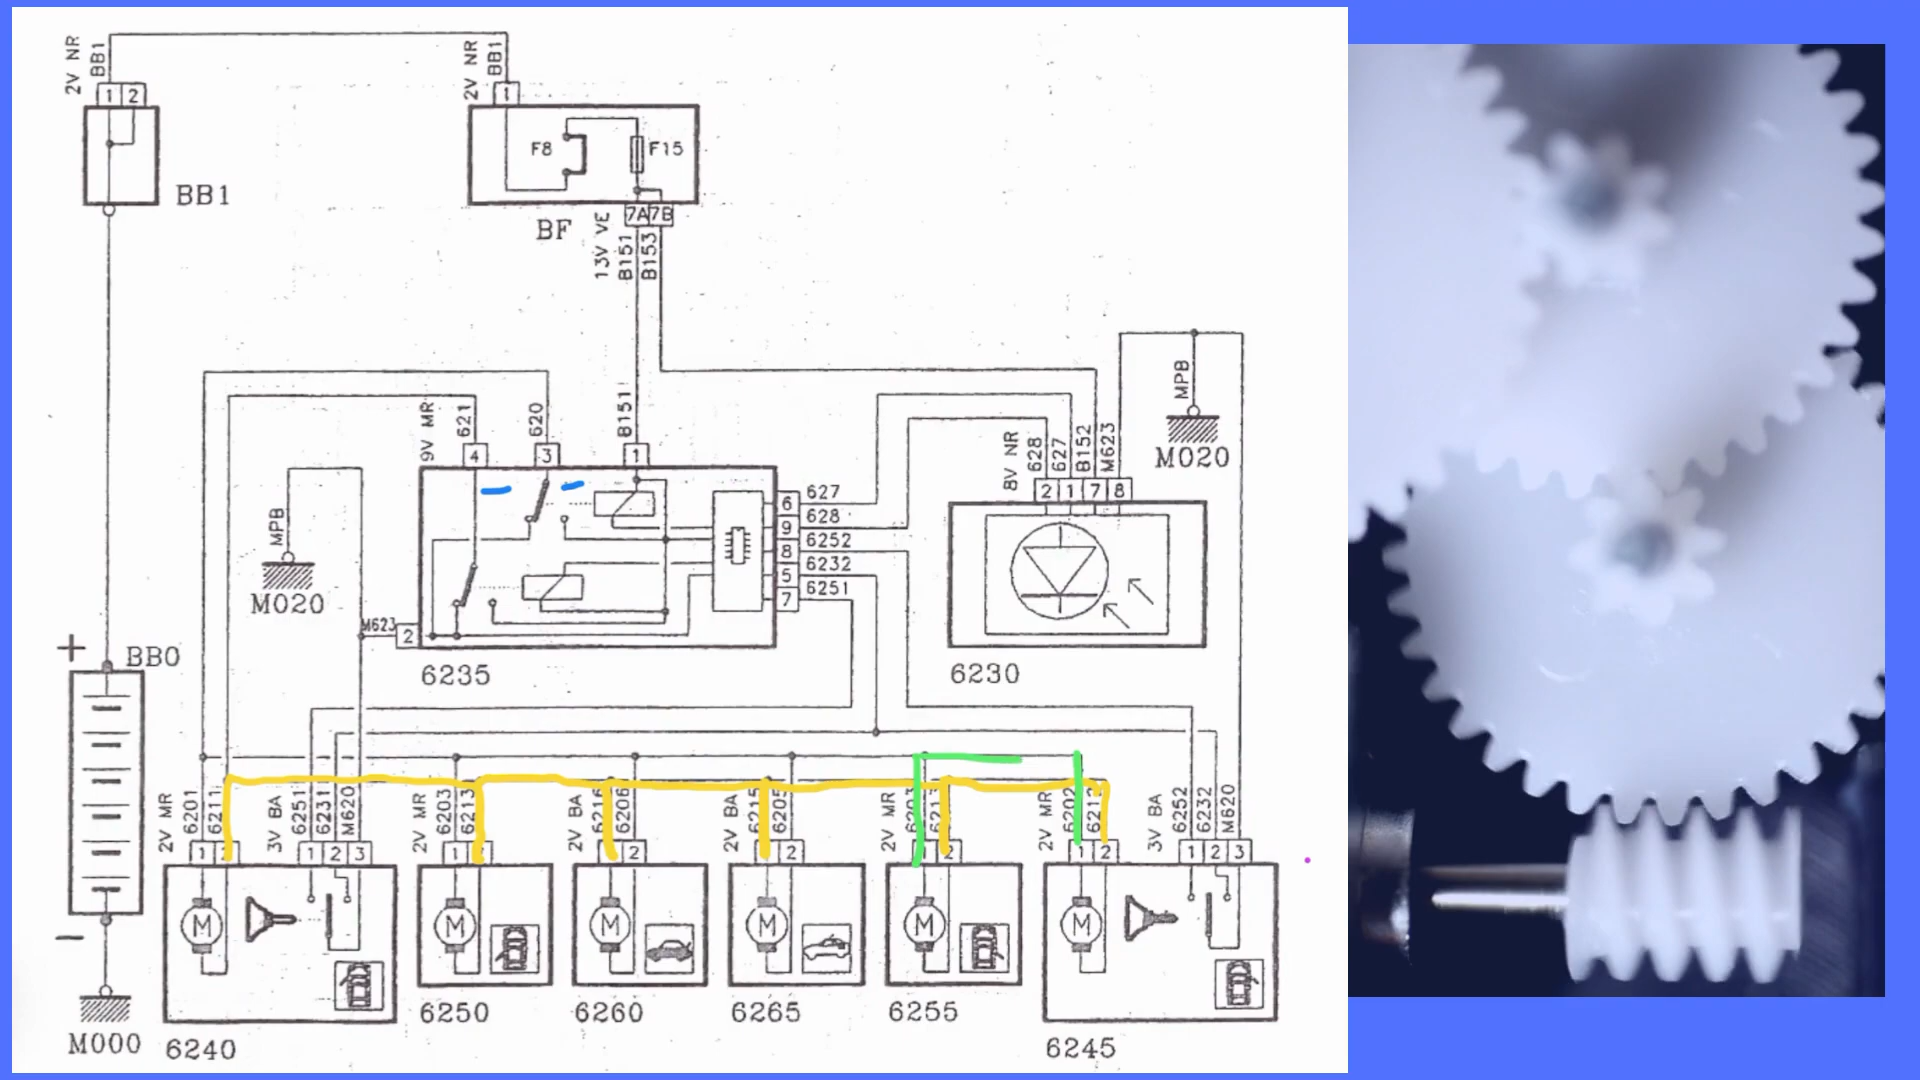 2V NR
BB1
1 2
BB1
2V NR
BB1
1
F8
F15
BF
7A 7B
13V VE
B151
B153
9V MR
621
620
B151
4
3
1
MPB
M020
M623
2
6235
6
9
8
5
7
627
628
6252
6232
6251
8V NR
628
627
B152
M623
2 1 7 8
6230
MPB
M020
+
BB0
–
M000
2V MR
6201
6211
1
3V BA
6251
6231
M620
1 2 3
M
6240
2V MR
6203
6213
1
M
6250
2V BA
6216
6206
2
M
6260
2V BA
6215
6205
2
M
6265
2V MR
6213
2
M
6255
2V MR
6202
1 2
3V BA
6252
6232
M620
1 2 3
M
6245